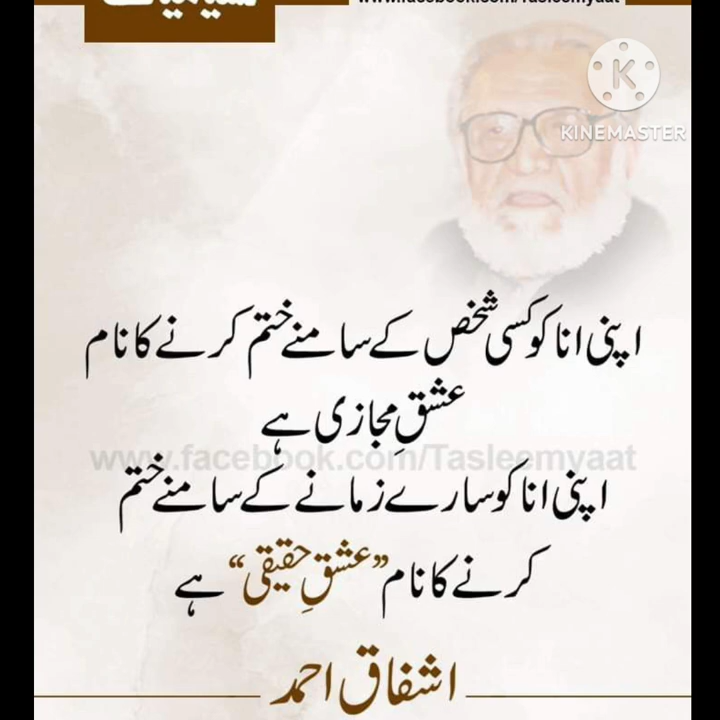 KINEMASTER
اپنی انا کو کسی شخص کے سامنے ختم کرنے کا نام
عشقِ مجازی ہے
www.facebook.com/Tasleemyaat
اپنی انا کو سارے زمانے کے سامنے ختم
کرنے کا نام ”عشقِ حقیقی“ ہے
اشفاق احمد